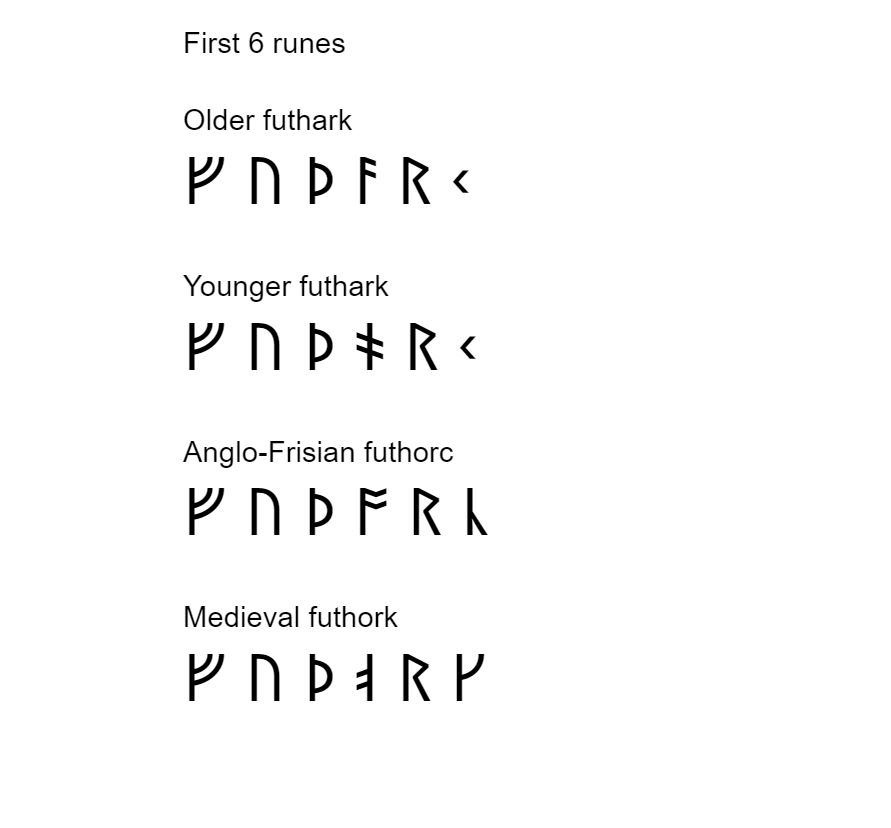 First 6 runes
Older futhark
ᚠ ᚢ ᚦ ᚨ ᚱ ᚲ
Younger futhark
ᚠ ᚢ ᚦ ᚬ ᚱ ᚲ
Anglo-Frisian futhorc
ᚠ ᚢ ᚦ ᚩ ᚱ ᚳ
Medieval futhork
ᚠ ᚢ ᚦ ᚮ ᚱ ᚴ